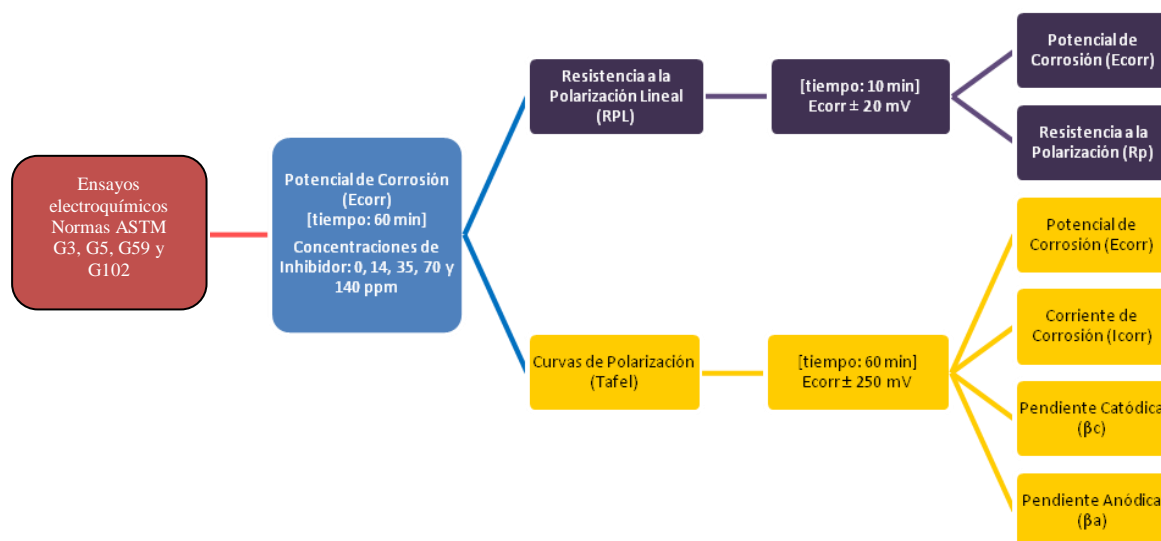 Ensayos
electroquímicos
Normas ASTM
G3, G5, G59 y
G102
Potencial de Corrosión
(Ecorr)
[tiempo: 60 min]
Concentraciones de
Inhibidor: 0, 14, 35, 70 y
140 ppm
Resistencia a la
Polarización Lineal
(RPL)
[tiempo: 10 min]
Ecorr ± 20 mV
Potencial de
Corrosión (Ecorr)
Resistencia a la
Polarización (Rp)
Curvas de Polarización
(Tafel)
[tiempo: 60 min]
Ecorr ± 250 mV
Potencial de
Corrosión (Ecorr)
Corriente de
Corrosión (Icorr)
Pendiente Catódica
(βc)
Pendiente Anódica
(βa)